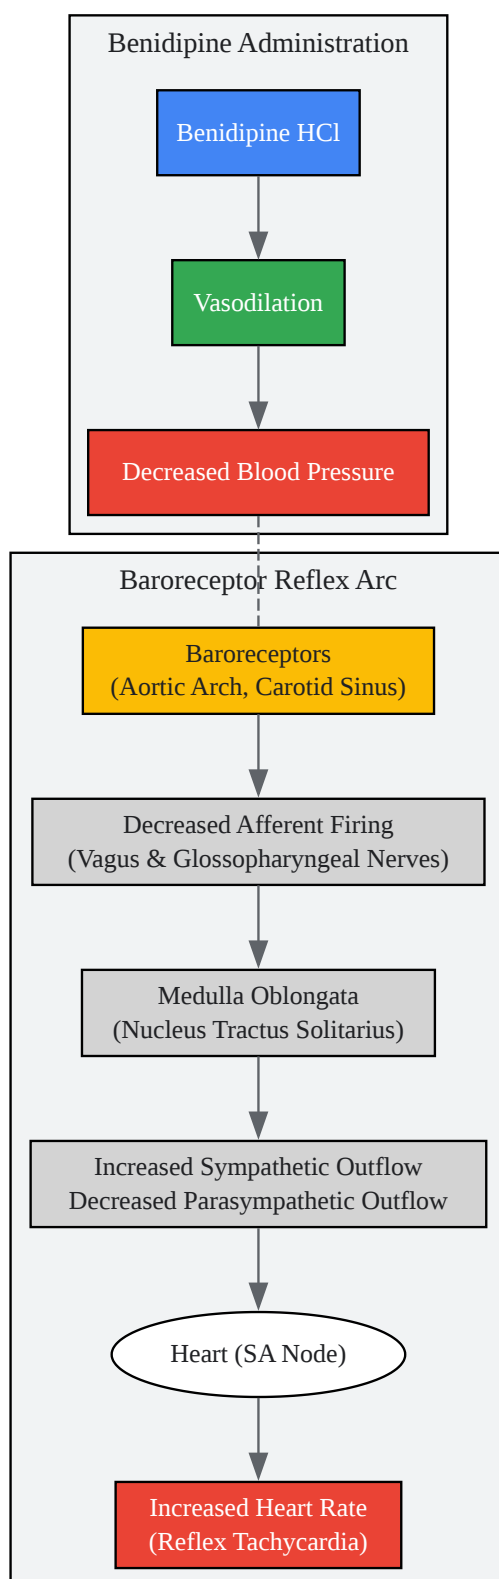 Benidipine Administration
Benidipine HCl
Vasodilation
Decreased Blood Pressure
Baroreceptor Reflex Arc
Baroreceptors
(Aortic Arch, Carotid Sinus)
Decreased Afferent Firing
(Vagus & Glossopharyngeal Nerves)
Medulla Oblongata
(Nucleus Tractus Solitarius)
Increased Sympathetic Outflow
Decreased Parasympathetic Outflow
Heart (SA Node)
Increased Heart Rate
(Reflex Tachycardia)